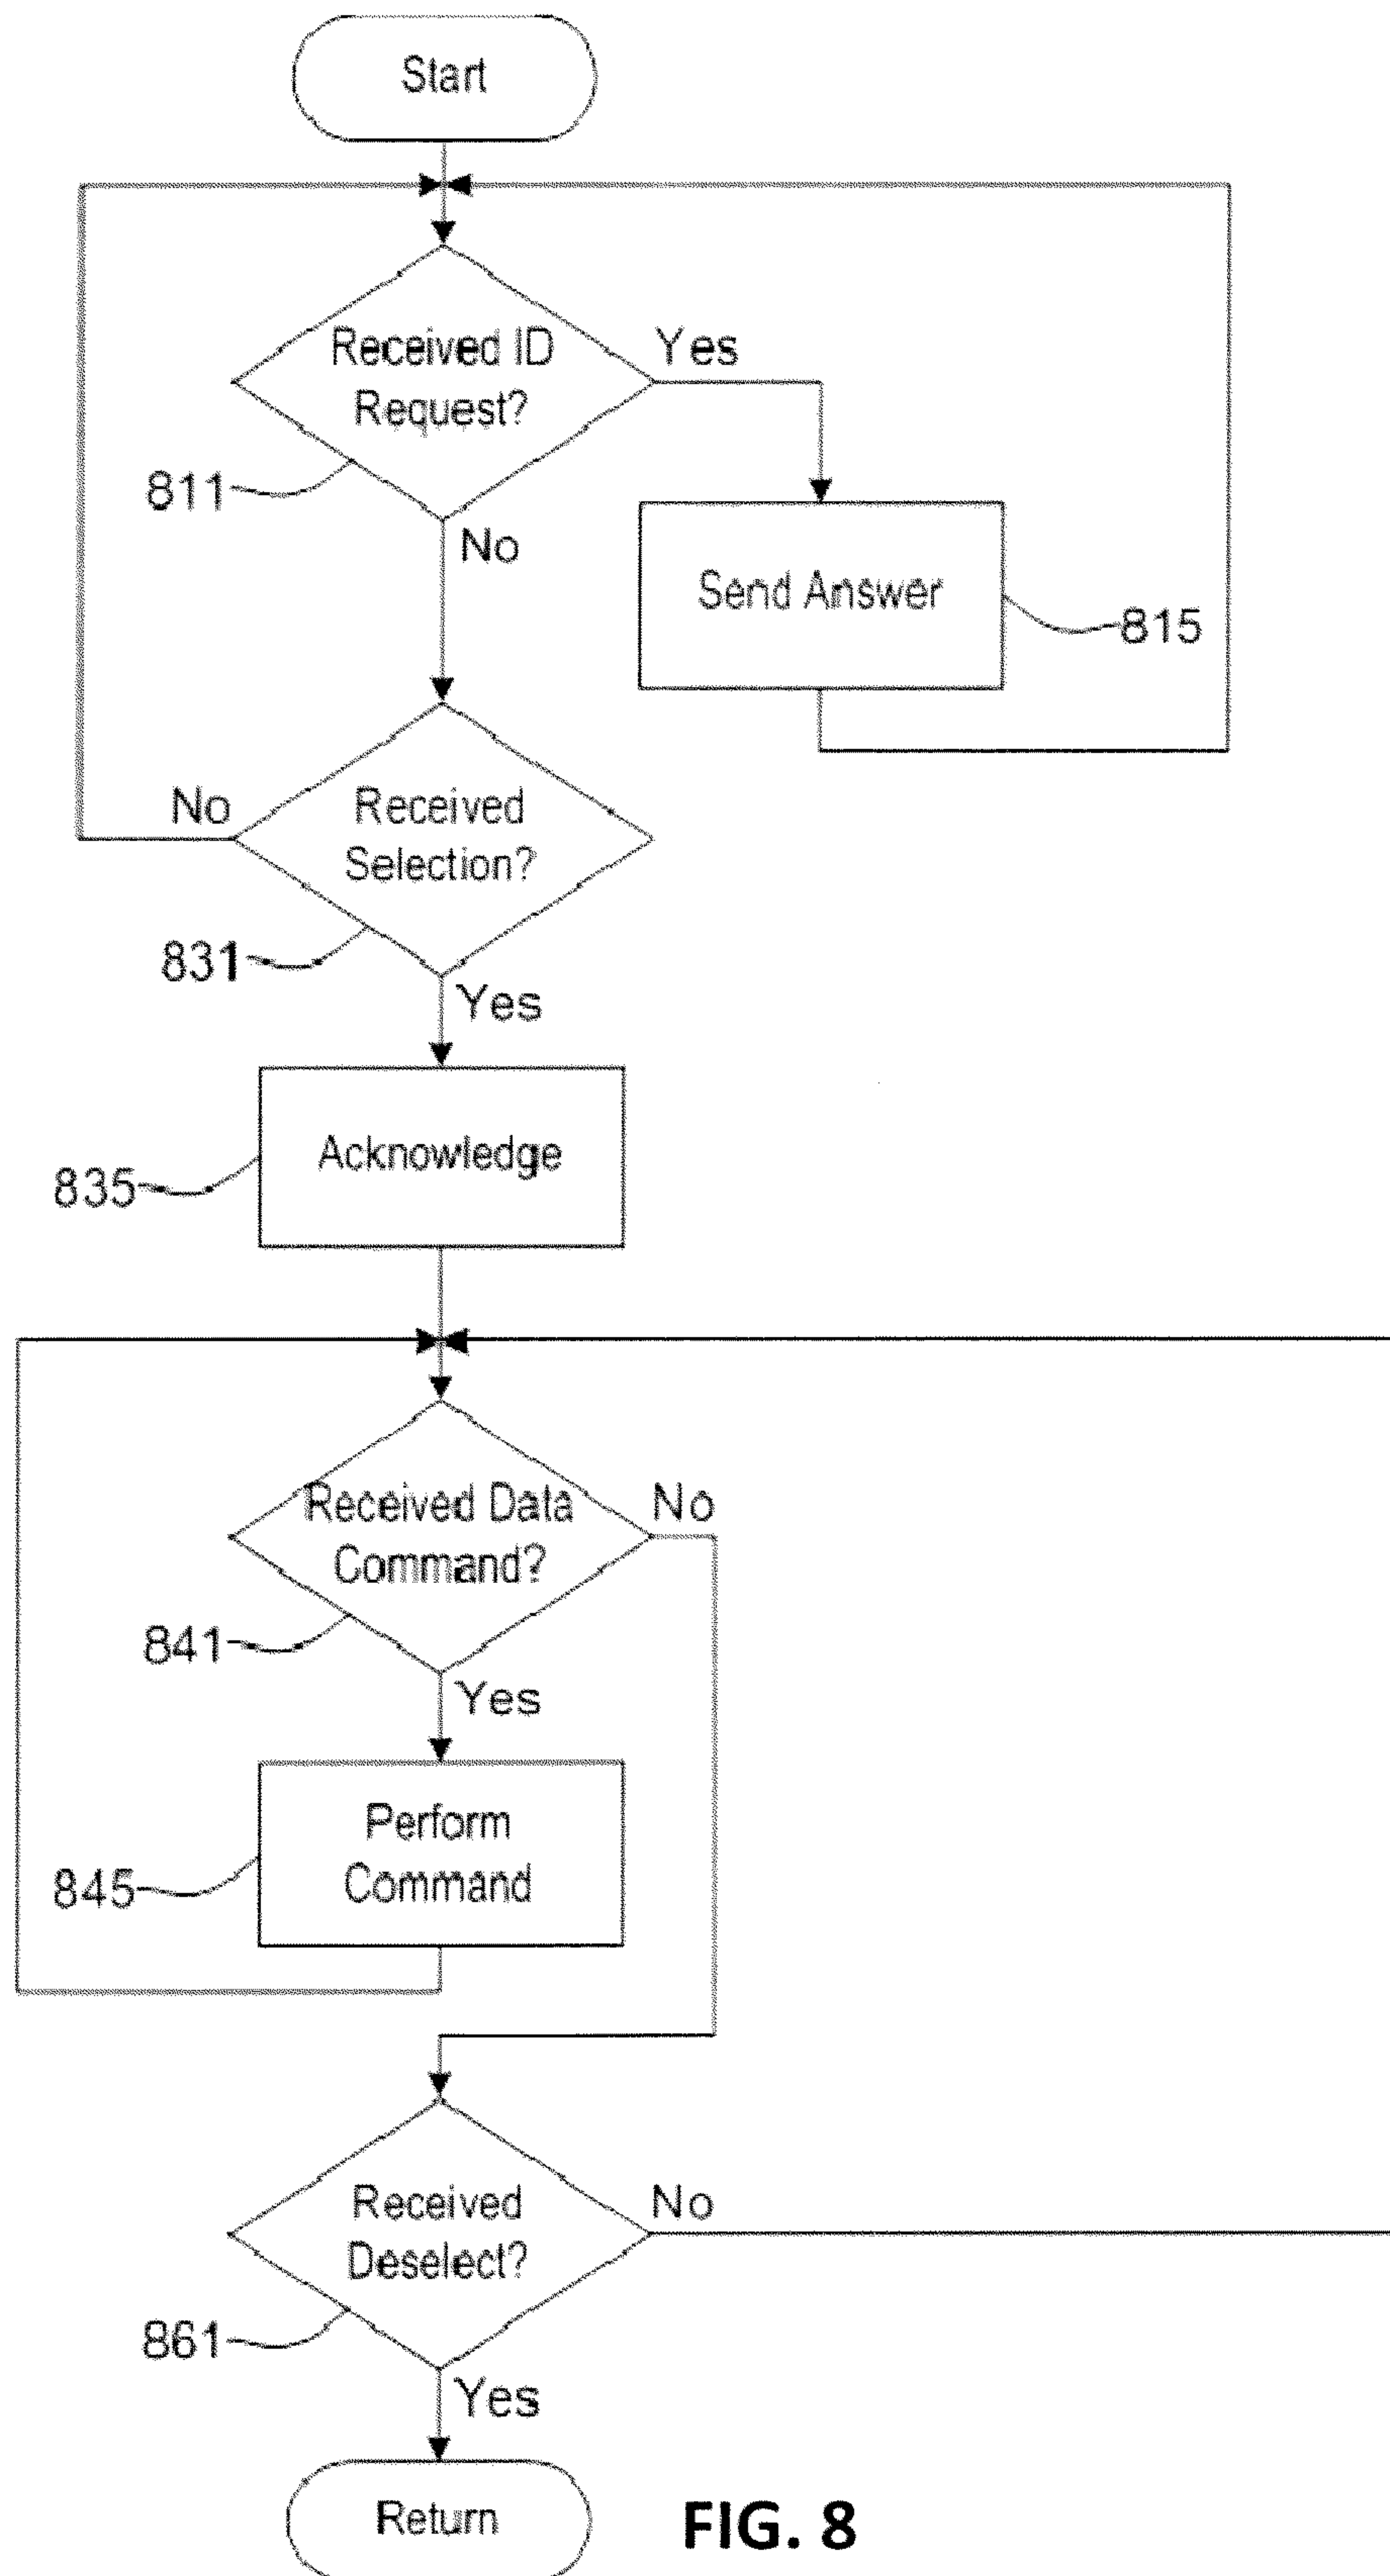 Start
Received ID
Request?
Yes
811
No
Send Answer
815
No
Received
Selection?
831
Yes
Acknowledge
835
Received Data
Command?
No
841
Yes
Perform
Command
845
Received
Deselect?
No
861
Yes
Return
FIG. 8